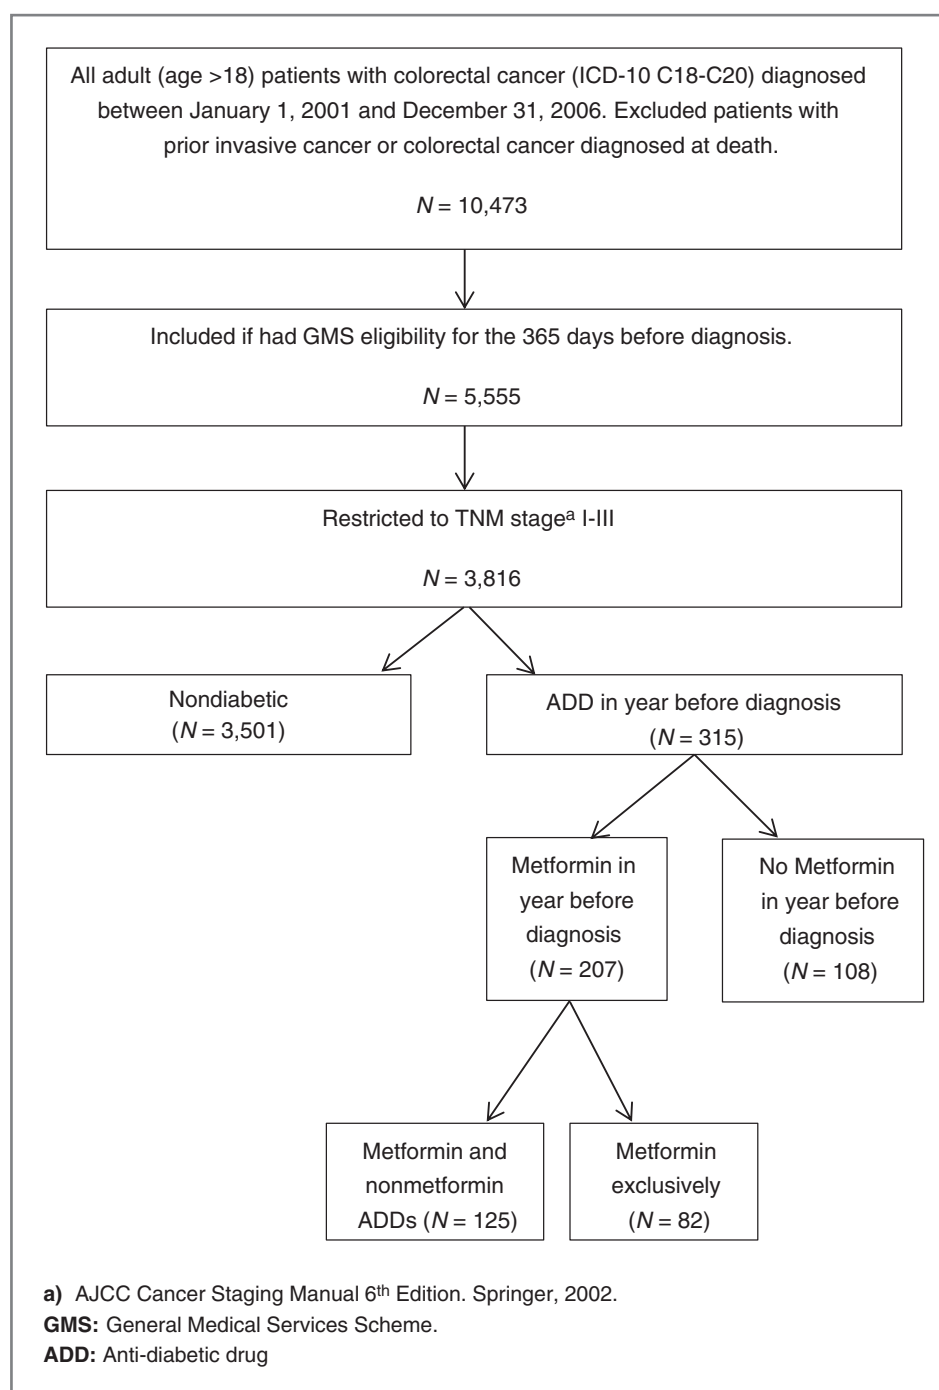 All adult (age >18) patients with colorectal cancer (ICD-10 C18-C20) diagnosed
between January 1, 2001 and December 31, 2006. Excluded patients with
prior invasive cancer or colorectal cancer diagnosed at death.
N = 10,473
Included if had GMS eligibility for the 365 days before diagnosis.
N = 5,555
Restricted to TNM stageᵃ I-III
N = 3,816
Nondiabetic
(N = 3,501)
ADD in year before diagnosis
(N = 315)
Metformin in
year before
diagnosis
(N = 207)
No Metformin
in year before
diagnosis
(N = 108)
Metformin and
nonmetformin
ADDs (N = 125)
Metformin
exclusively
(N = 82)
a) AJCC Cancer Staging Manual 6ᵗʰ Edition. Springer, 2002.
GMS: General Medical Services Scheme.
ADD: Anti-diabetic drug